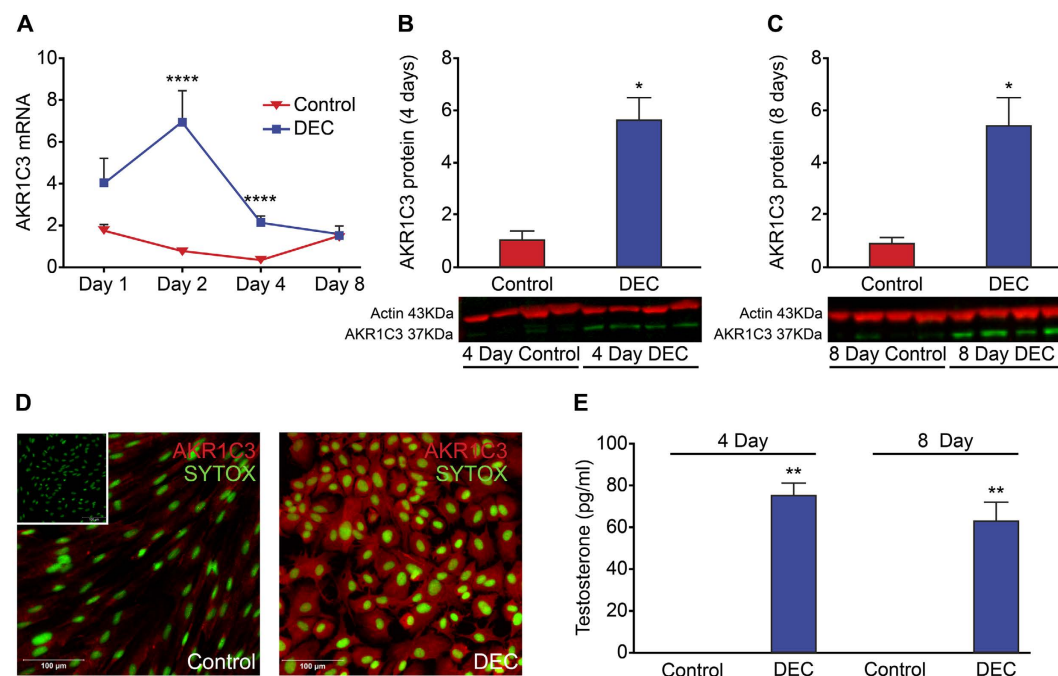 A
10
8
6
4
2
0
AKR1C3 mRNA
****
****
Control
DEC
Day 1 Day 2 Day 4 Day 8
B
8
6
4
2
0
AKR1C3 protein (4 days)
*
Control DEC
Actin 43KDa
AKR1C3 37KDa
4 Day Control 4 Day DEC
C
8
6
4
2
0
AKR1C3 protein (8 days)
*
Control DEC
Actin 43KDa
AKR1C3 37KDa
8 Day Control 8 Day DEC
D
AKR1C3
SYTOX
100 µm
Control
AKR1C3
SYTOX
100 µm
DEC
E
100
80
60
40
20
0
Testosterone (pg/ml)
4 Day 8 Day
**
**
Control DEC Control DEC